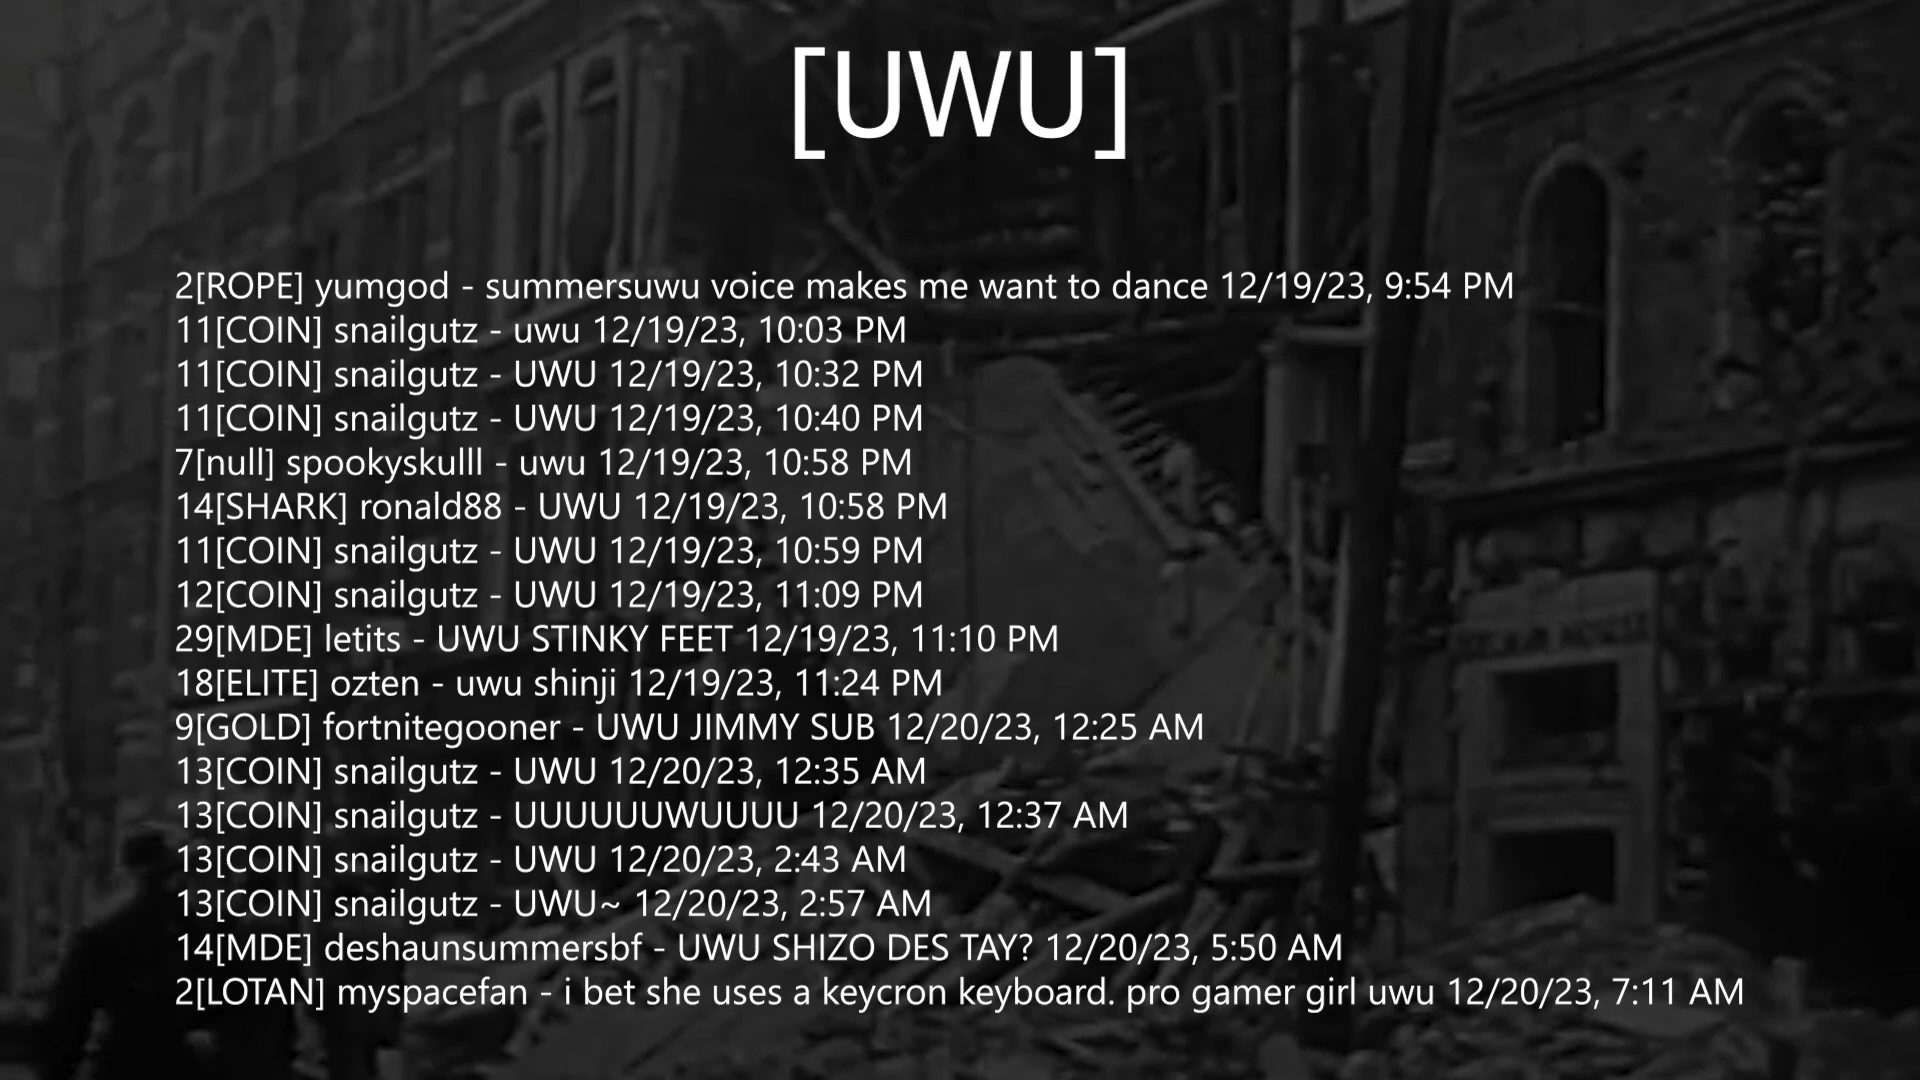 [UWU]
2[ROPE] yumgod - summersuwu voice makes me want to dance 12/19/23, 9:54 PM
11[COIN] snailgutz - uwu 12/19/23, 10:03 PM
11[COIN] snailgutz - UWU 12/19/23, 10:32 PM
11[COIN] snailgutz - UWU 12/19/23, 10:40 PM
7[null] spookyskulll - uwu 12/19/23, 10:58 PM
14[SHARK] ronald88 - UWU 12/19/23, 10:58 PM
11[COIN] snailgutz - UWU 12/19/23, 10:59 PM
12[COIN] snailgutz - UWU 12/19/23, 11:09 PM
29[MDE] letits - UWU STINKY FEET 12/19/23, 11:10 PM
18[ELITE] ozten - uwu shinji 12/19/23, 11:24 PM
9[GOLD] fortnitegooner - UWU JIMMY SUB 12/20/23, 12:25 AM
13[COIN] snailgutz - UWU 12/20/23, 12:35 AM
13[COIN] snailgutz - UUUUUUWUUUU 12/20/23, 12:37 AM
13[COIN] snailgutz - UWU 12/20/23, 2:43 AM
13[COIN] snailgutz - UWU~ 12/20/23, 2:57 AM
14[MDE] deshaunsummersbf - UWU SHIZO DES TAY? 12/20/23, 5:50 AM
2[LOTAN] myspacefan - i bet she uses a keycron keyboard. pro gamer girl uwu 12/20/23, 7:11 AM